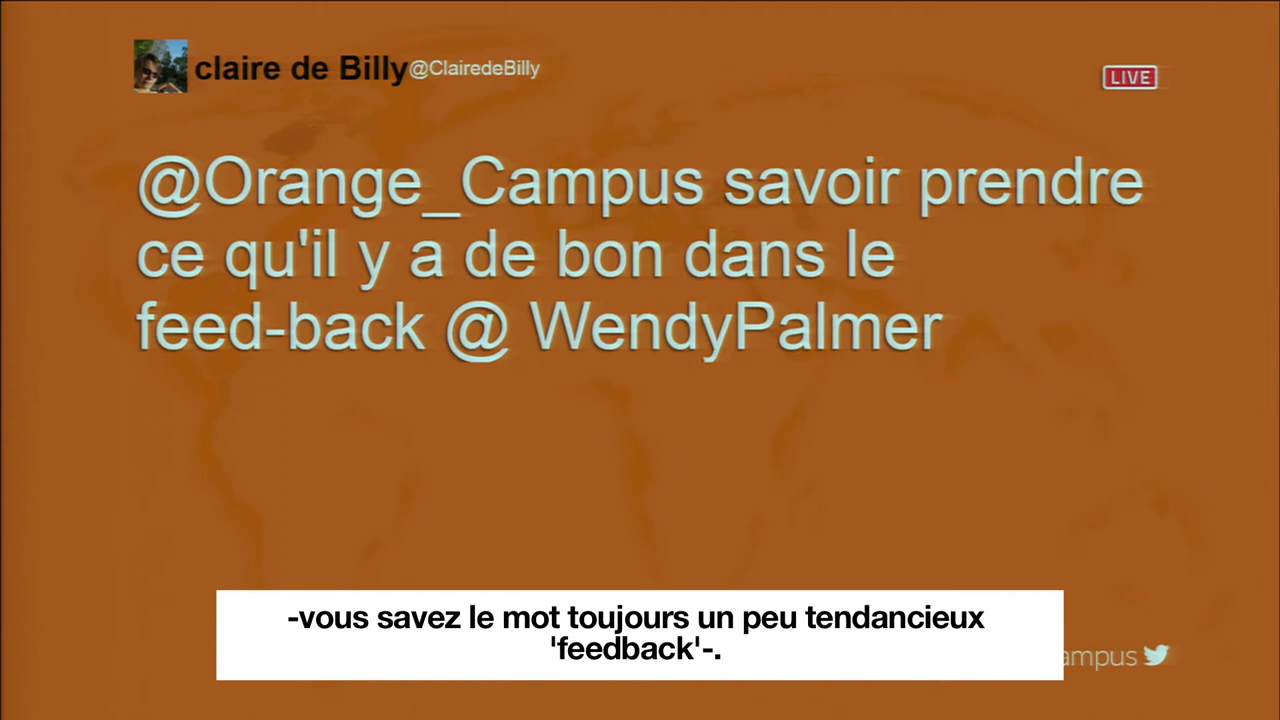 claire de Billy @ClairedeBilly
LIVE
@Orange_Campus savoir prendre
ce qu'il y a de bon dans le
feed-back @ WendyPalmer
-vous savez le mot toujours un peu tendancieux
'feedback'-.
ampus